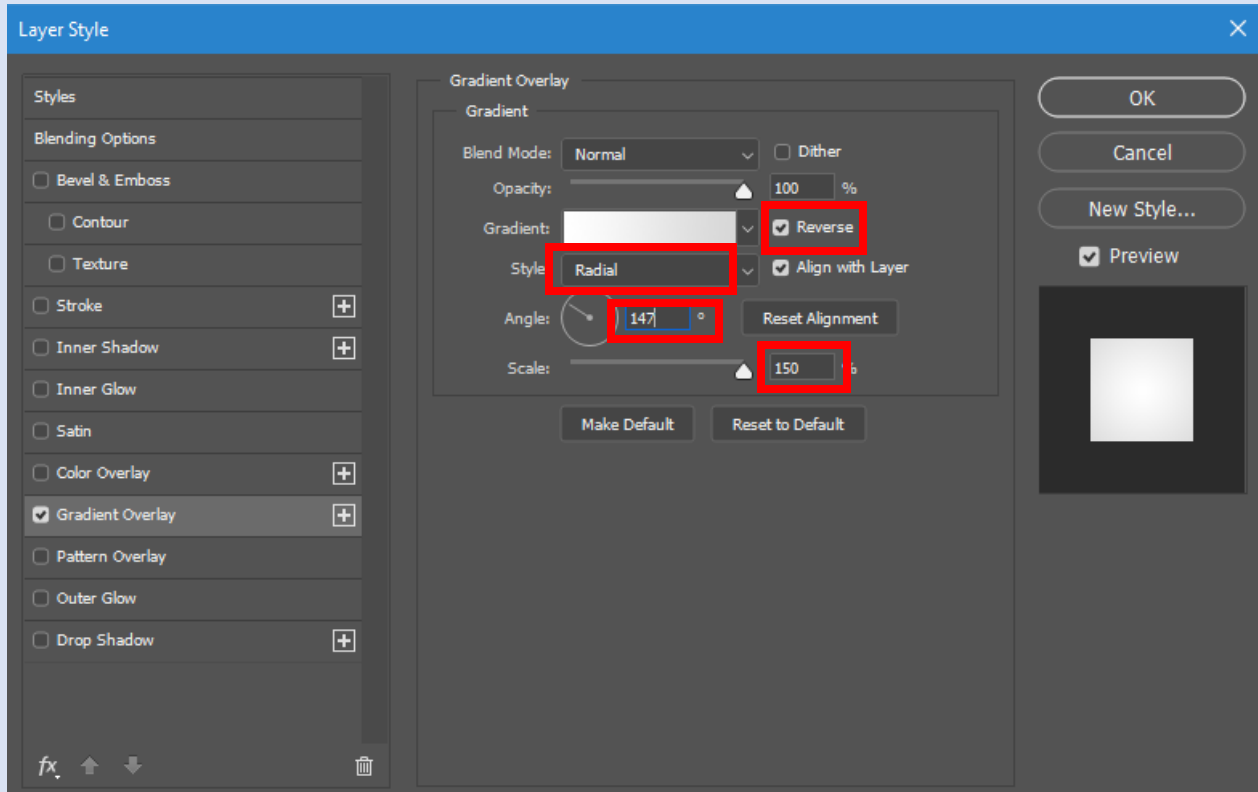 Layer Style
Styles
Blending Options
Bevel & Emboss
Contour
Texture
Stroke
Inner Shadow
Inner Glow
Satin
Color Overlay
Gradient Overlay
Pattern Overlay
Outer Glow
Drop Shadow
fx
Gradient Overlay
Gradient
Blend Mode: Normal Dither
Opacity: 100 %
Gradient: Reverse
Style Radial Align with Layer
Angle: 147 ° Reset Alignment
Scale: 150 %
Make Default Reset to Default
OK
Cancel
New Style...
Preview